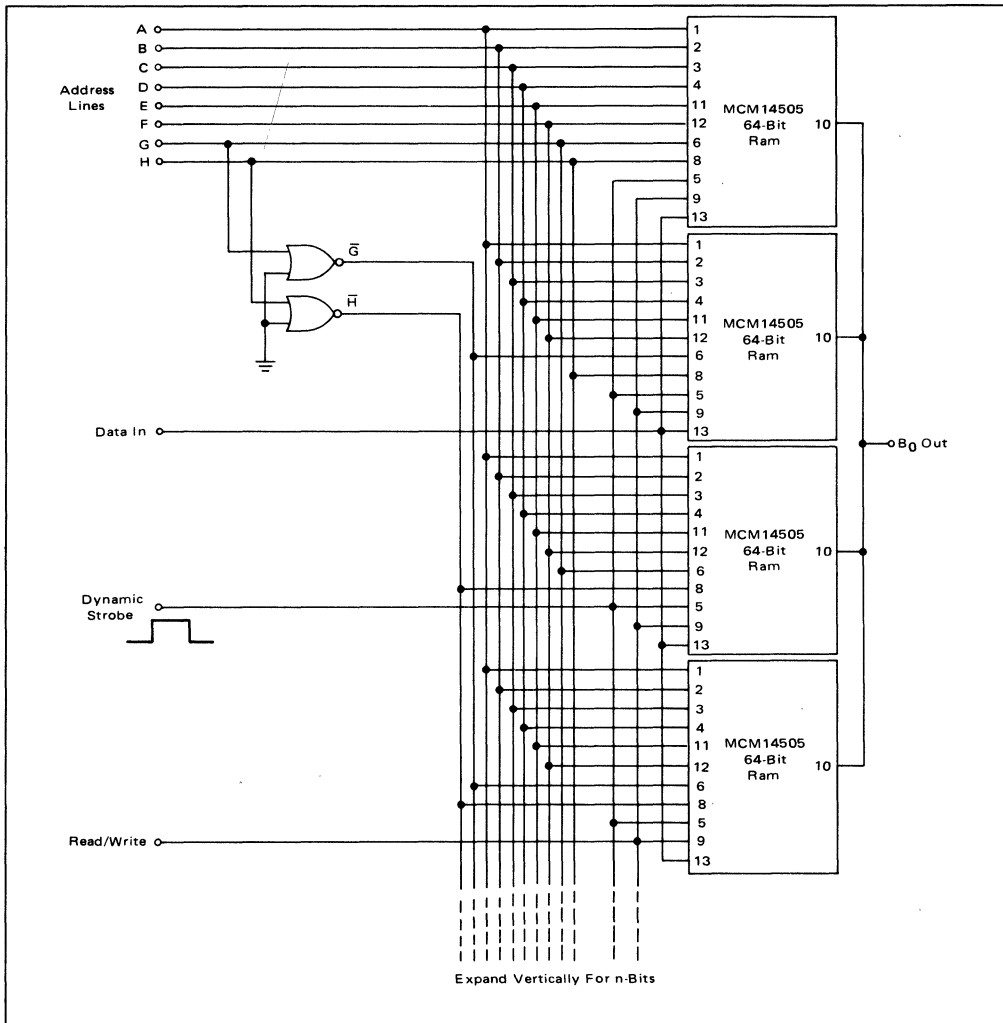 A
B
C
D
E
F
G
H
Address
Lines
G̅
H̅
Data In
Dynamic
Strobe
Read/Write
1
2
3
4
11
12
6
8
5
9
13
MCM14505
64-Bit
Ram
10
1
2
3
4
11
12
6
8
5
9
13
MCM14505
64-Bit
Ram
10
1
2
3
4
11
12
6
8
5
9
13
MCM14505
64-Bit
Ram
10
1
2
3
4
11
12
6
8
5
9
13
MCM14505
64-Bit
Ram
10
B0 Out
Expand Vertically For n-Bits